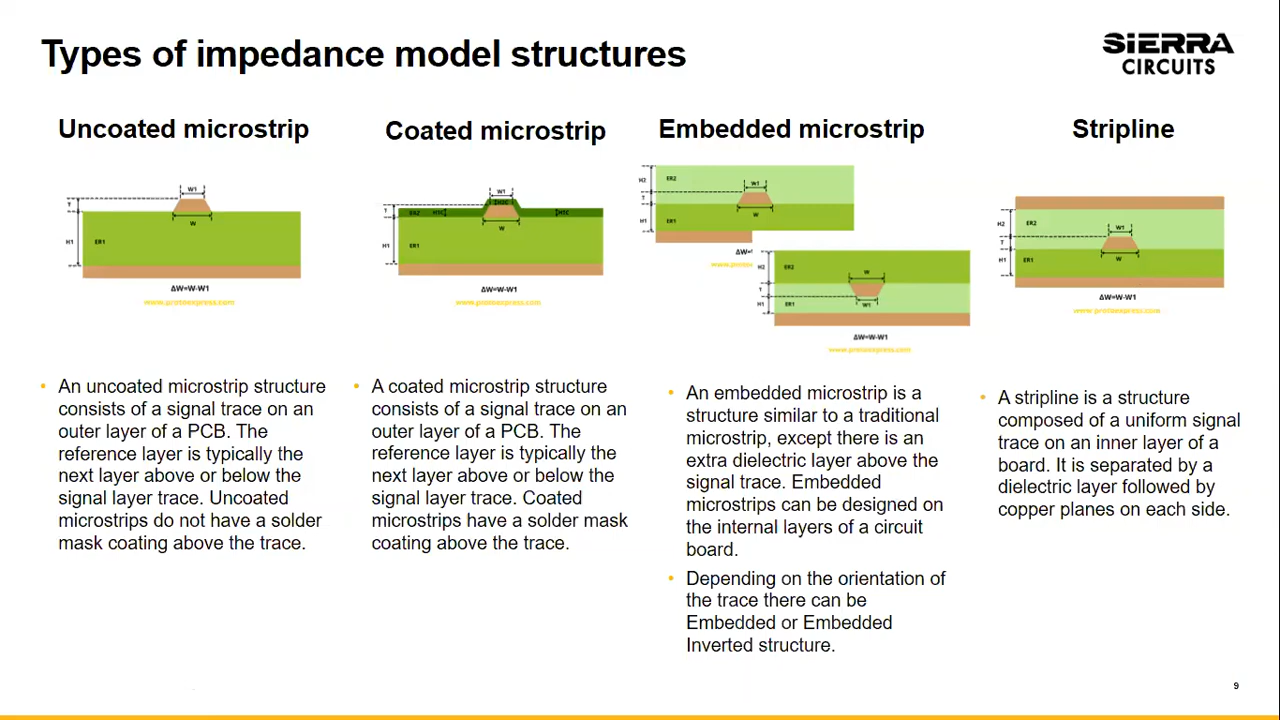 Types of impedance model structures
SIERRA
CIRCUITS
Uncoated microstrip
W1
T
W
H1
ER1
ΔW=W-W1
www.protoexpress.com
An uncoated microstrip structure
consists of a signal trace on an
outer layer of a PCB. The
reference layer is typically the
next layer above or below the
signal layer trace. Uncoated
microstrips do not have a solder
mask coating above the trace.
Coated microstrip
W1
T
ER2
W
H1
ER1
ΔW=W-W1
www.protoexpress.com
A coated microstrip structure
consists of a signal trace on an
outer layer of a PCB. The
reference layer is typically the
next layer above or below the
signal layer trace. Coated
microstrips have a solder mask
coating above the trace.
Embedded microstrip
H2
ER2
W1
T
W
H1
ER1
ΔW=
www.protoe
H2
ER2
W
T
W1
H1
ER1
ΔW=W-W1
www.protoexpress.com
An embedded microstrip is a
structure similar to a traditional
microstrip, except there is an
extra dielectric layer above the
signal trace. Embedded
microstrips can be designed on
the internal layers of a circuit
board.
Depending on the orientation of
the trace there can be
Embedded or Embedded
Inverted structure.
Stripline
H2
ER2
W1
T
W
H1
ER1
ΔW=W-W1
www.protoexpress.com
A stripline is a structure
composed of a uniform signal
trace on an inner layer of a
board. It is separated by a
dielectric layer followed by
copper planes on each side.
9